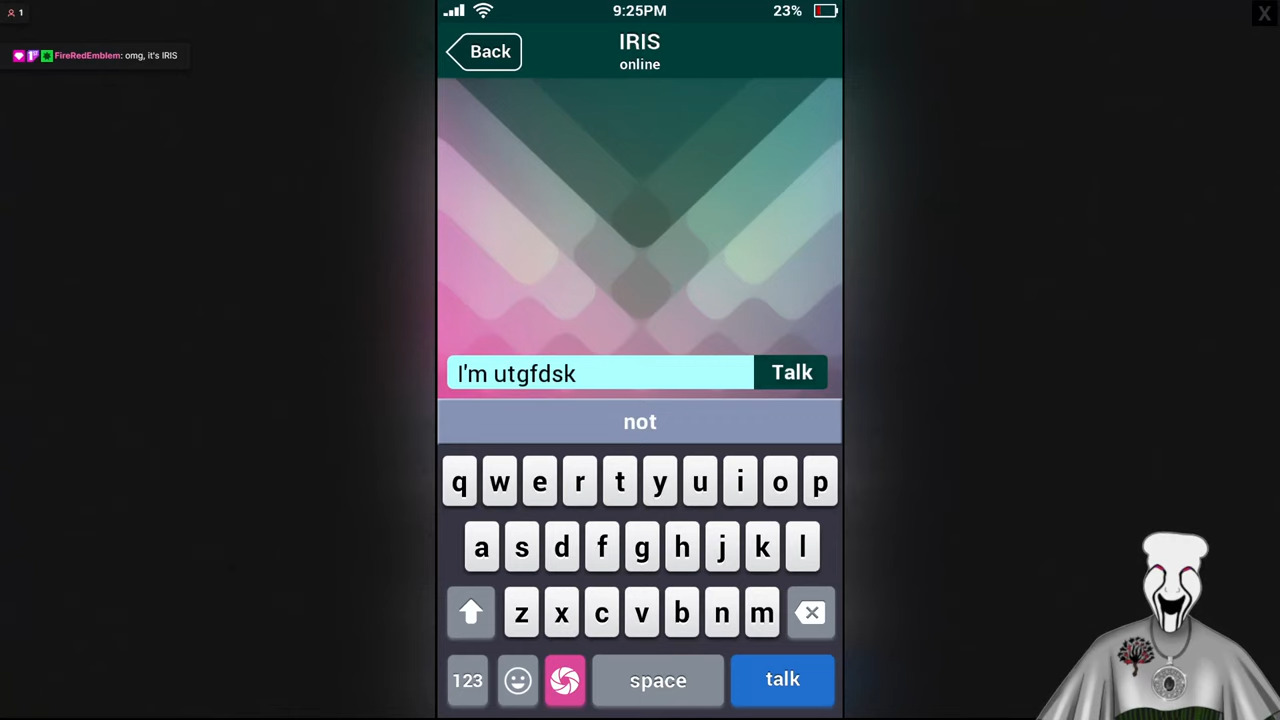 1
X
FireRedEmblem: omg, it's IRIS
9:25PM
23%
Back
IRIS
online
I'm utgfdsk
Talk
not
q w e r t y u i o p
a s d f g h j k l
z x c v b n m
123
space
talk